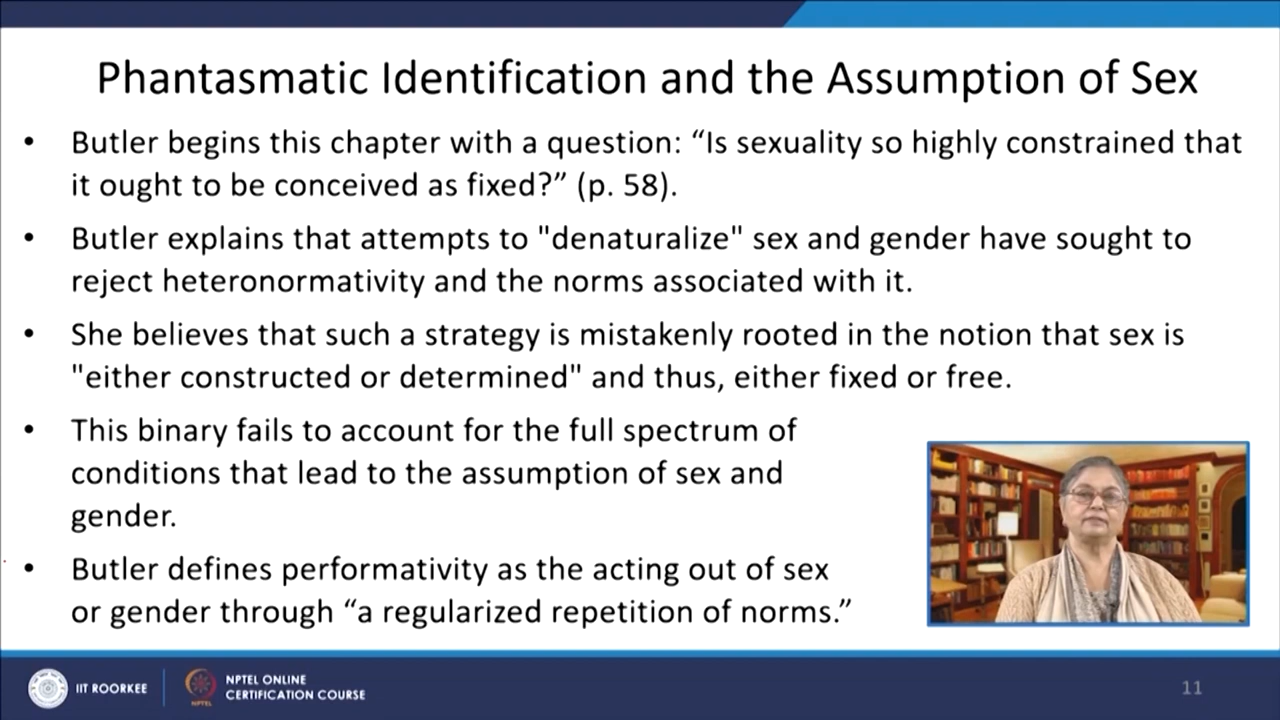 Phantasmatic Identification and the Assumption of Sex
• Butler begins this chapter with a question: “Is sexuality so highly constrained that
it ought to be conceived as fixed?” (p. 58).
• Butler explains that attempts to "denaturalize" sex and gender have sought to
reject heteronormativity and the norms associated with it.
• She believes that such a strategy is mistakenly rooted in the notion that sex is
"either constructed or determined" and thus, either fixed or free.
• This binary fails to account for the full spectrum of
conditions that lead to the assumption of sex and
gender.
• Butler defines performativity as the acting out of sex
or gender through “a regularized repetition of norms.”
IIT ROORKEE
NPTEL
NPTEL ONLINE
CERTIFICATION COURSE
11